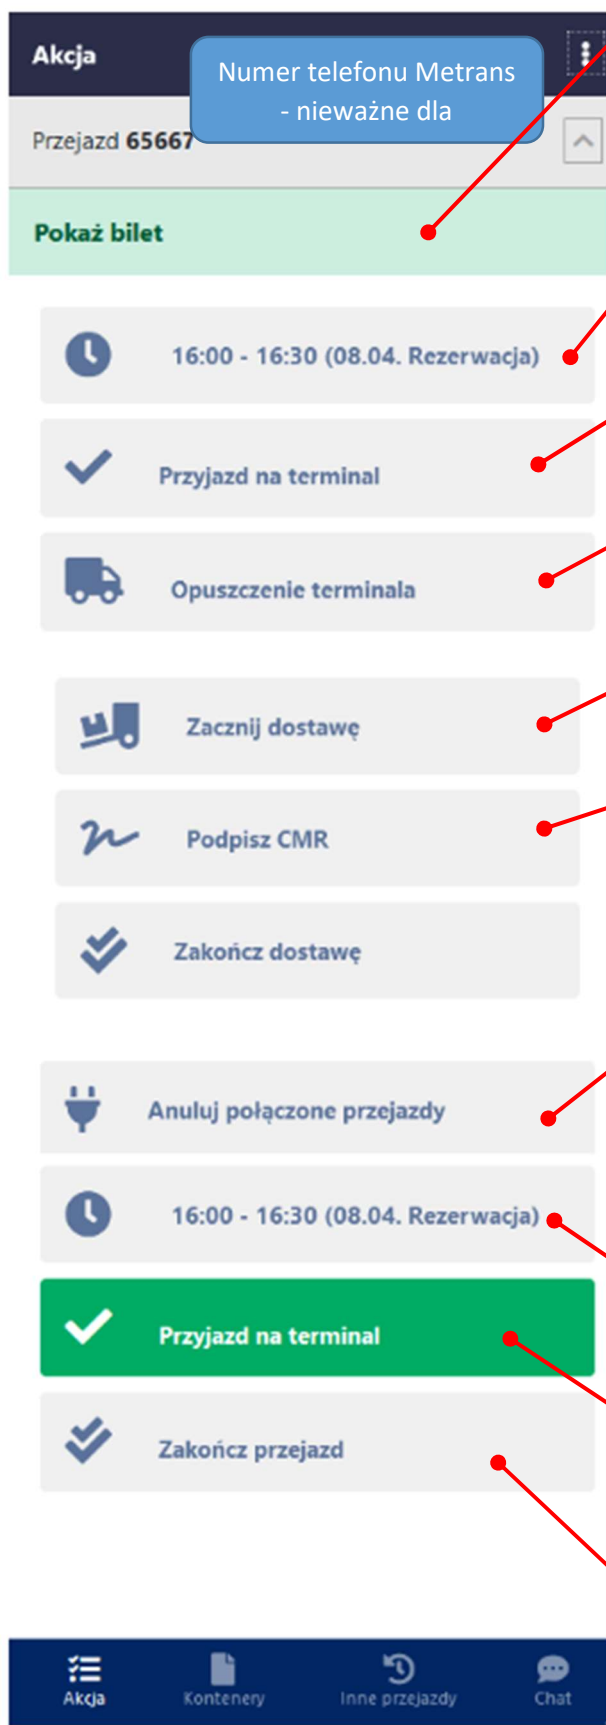 Akcja
Numer telefonu Metrans
- nieważne dla
Przejazd 65667
Pokaż bilet
16:00 - 16:30 (08.04. Rezerwacja)
Przyjazd na terminal
Opuszczenie terminala
Zacznij dostawę
Podpisz CMR
Zakończ dostawę
Anuluj połączone przejazdy
16:00 - 16:30 (08.04. Rezerwacja)
Przyjazd na terminal
Zakończ przejazd
Akcja
Kontenery
Inne przejazdy
Chat